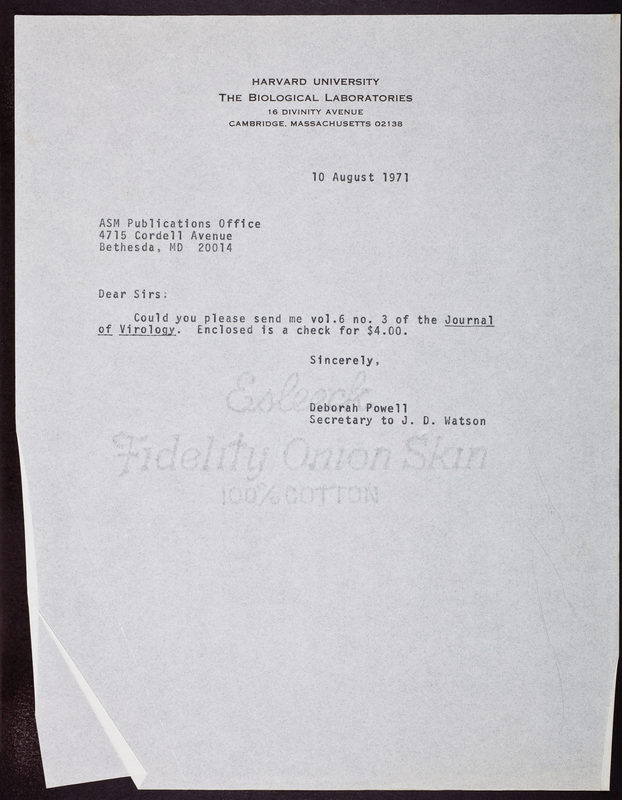 HARVARD UNIVERSITY
THE BIOLOGICAL LABORATORIES
16 DIVINITY AVENUE
CAMBRIDGE, MASSACHUSETTS 02138
10 August 1971
ASM Publications Office
4715 Cordell Avenue
Bethesda, MD  20014
Dear Sirs:
Could you please send me vol.6 no. 3 of the Journal
of Virology.  Enclosed is a check for $4.00.
Sincerely,
Deborah Powell
Secretary to J. D. Watson
Esleeck
Fidelity Onion Skin
100% COTTON